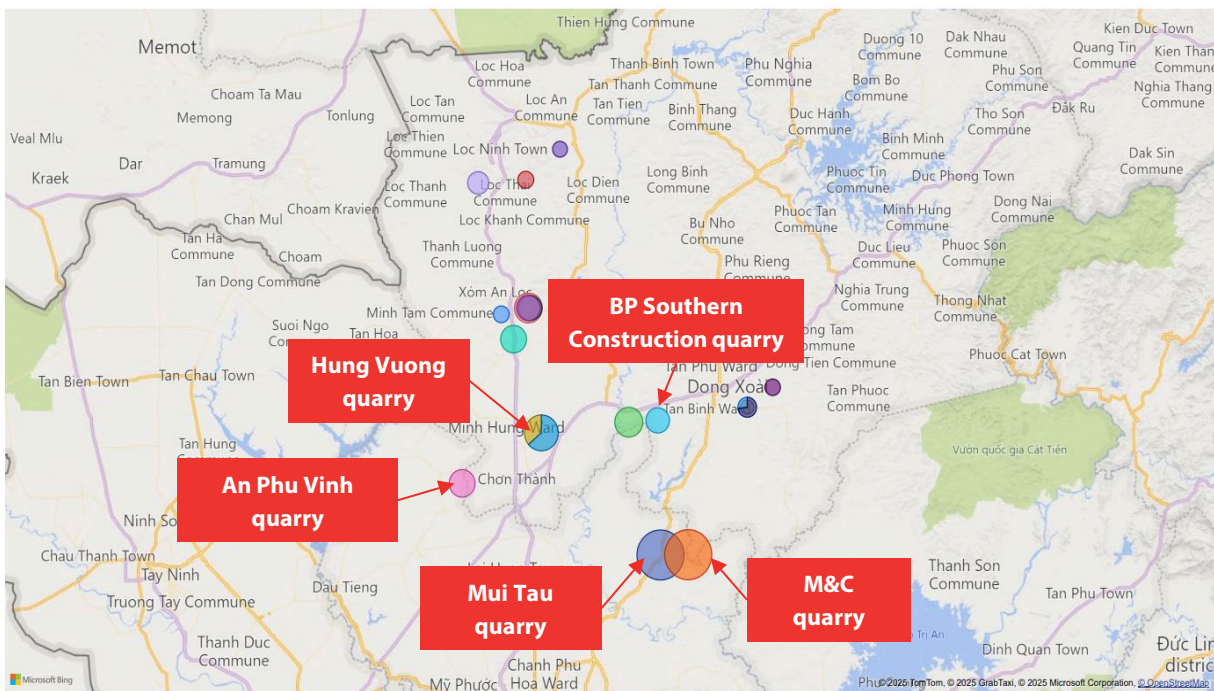 Thien Hung Commune
Memot
Duong 10
Commune
Dak Nhau
Commune
Kien Duc Town
Quang Tin
Commune
Kien Thanh
Commune
Loc Hoa
Commune
Thanh Binh Town
Phu Nghia
Commune
Phu Son
Commune
Nghia Thang
Commune
Choam Ta Mau
Loc Tan
Commune
Loc An
Commune
Tan Thanh Commune
Tan Tien
Commune
Bom Bo
Commune
Memong
Tonlung
Binh Thang
Commune
Duc Hanh
Commune
Tho Son
Commune
Đắk Ru
Veal Mlu
Loc Thien
Commune
Loc Ninh Town
Binh Minh
Commune
Dak Sin
Commune
Dar
Tramung
Kraek
Loc Thanh
Commune
Loc Thai
Commune
Loc Dien
Commune
Long Binh
Commune
Phuoc Tin
Commune
Duc Phong Town
Choam Kravien
Chan Mul
Loc Khanh Commune
Phuoc Tan
Commune
Minh Hung
Commune
Dong Nai
Commune
Bu Nho
Commune
Tan Ha
Commune
Choam
Thanh Luong
Commune
Duc Lieu
Commune
Phuoc Son
Commune
Phu Rieng
Commune
Tan Dong Commune
Xóm An Loc
Nghia Trung
Commune
Thong Nhat
Commune
Minh Tam Commune
BP Southern
Construction quarry
Suoi Ngo
Tan Hoa
Commune
Dong Tien Commune
Phuoc Cat Town
Hung Vuong
quarry
Tan Phu Ward
Tan Bien Town
Tan Chau Town
Dong Xoài
Tan Phuoc
Commune
Minh Hung Ward
Tan Hung
Vườn quốc gia Cát Tiên
An Phu Vinh
quarry
Chơn Thành
Chau Thanh Town
Tay Ninh
Truong Tay Commune
Dau Tieng
Mui Tau
quarry
M&C
quarry
Thanh Son
Commune
Tan Phu Town
Thanh Duc
Commune
Dinh Quan Town
Chanh Phu
Hoa Ward
Mỹ Phước
Microsoft Bing
© 2025 TomTom, © 2025 GrabTaxi, © 2025 Microsoft Corporation, © OpenStreetMap